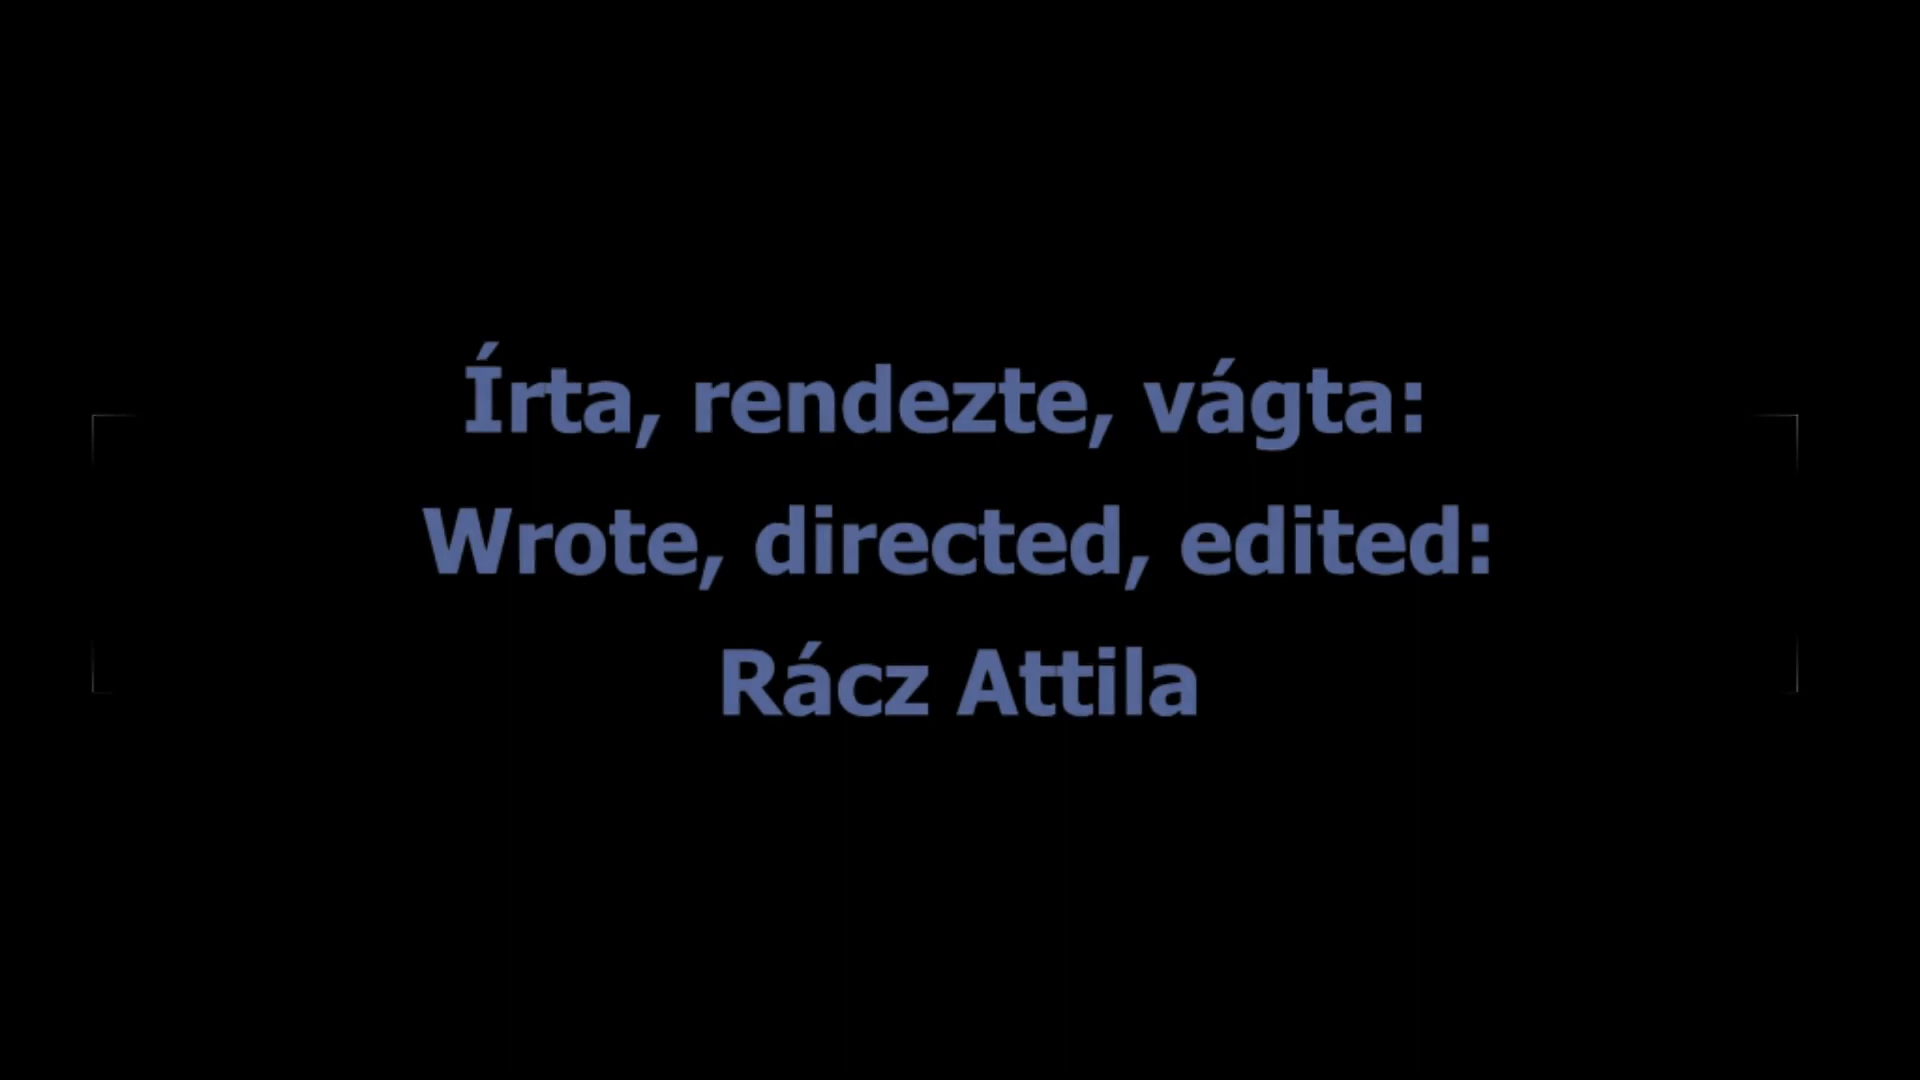 Írta, rendezte, vágta:
Wrote, directed, edited:
Rácz Attila